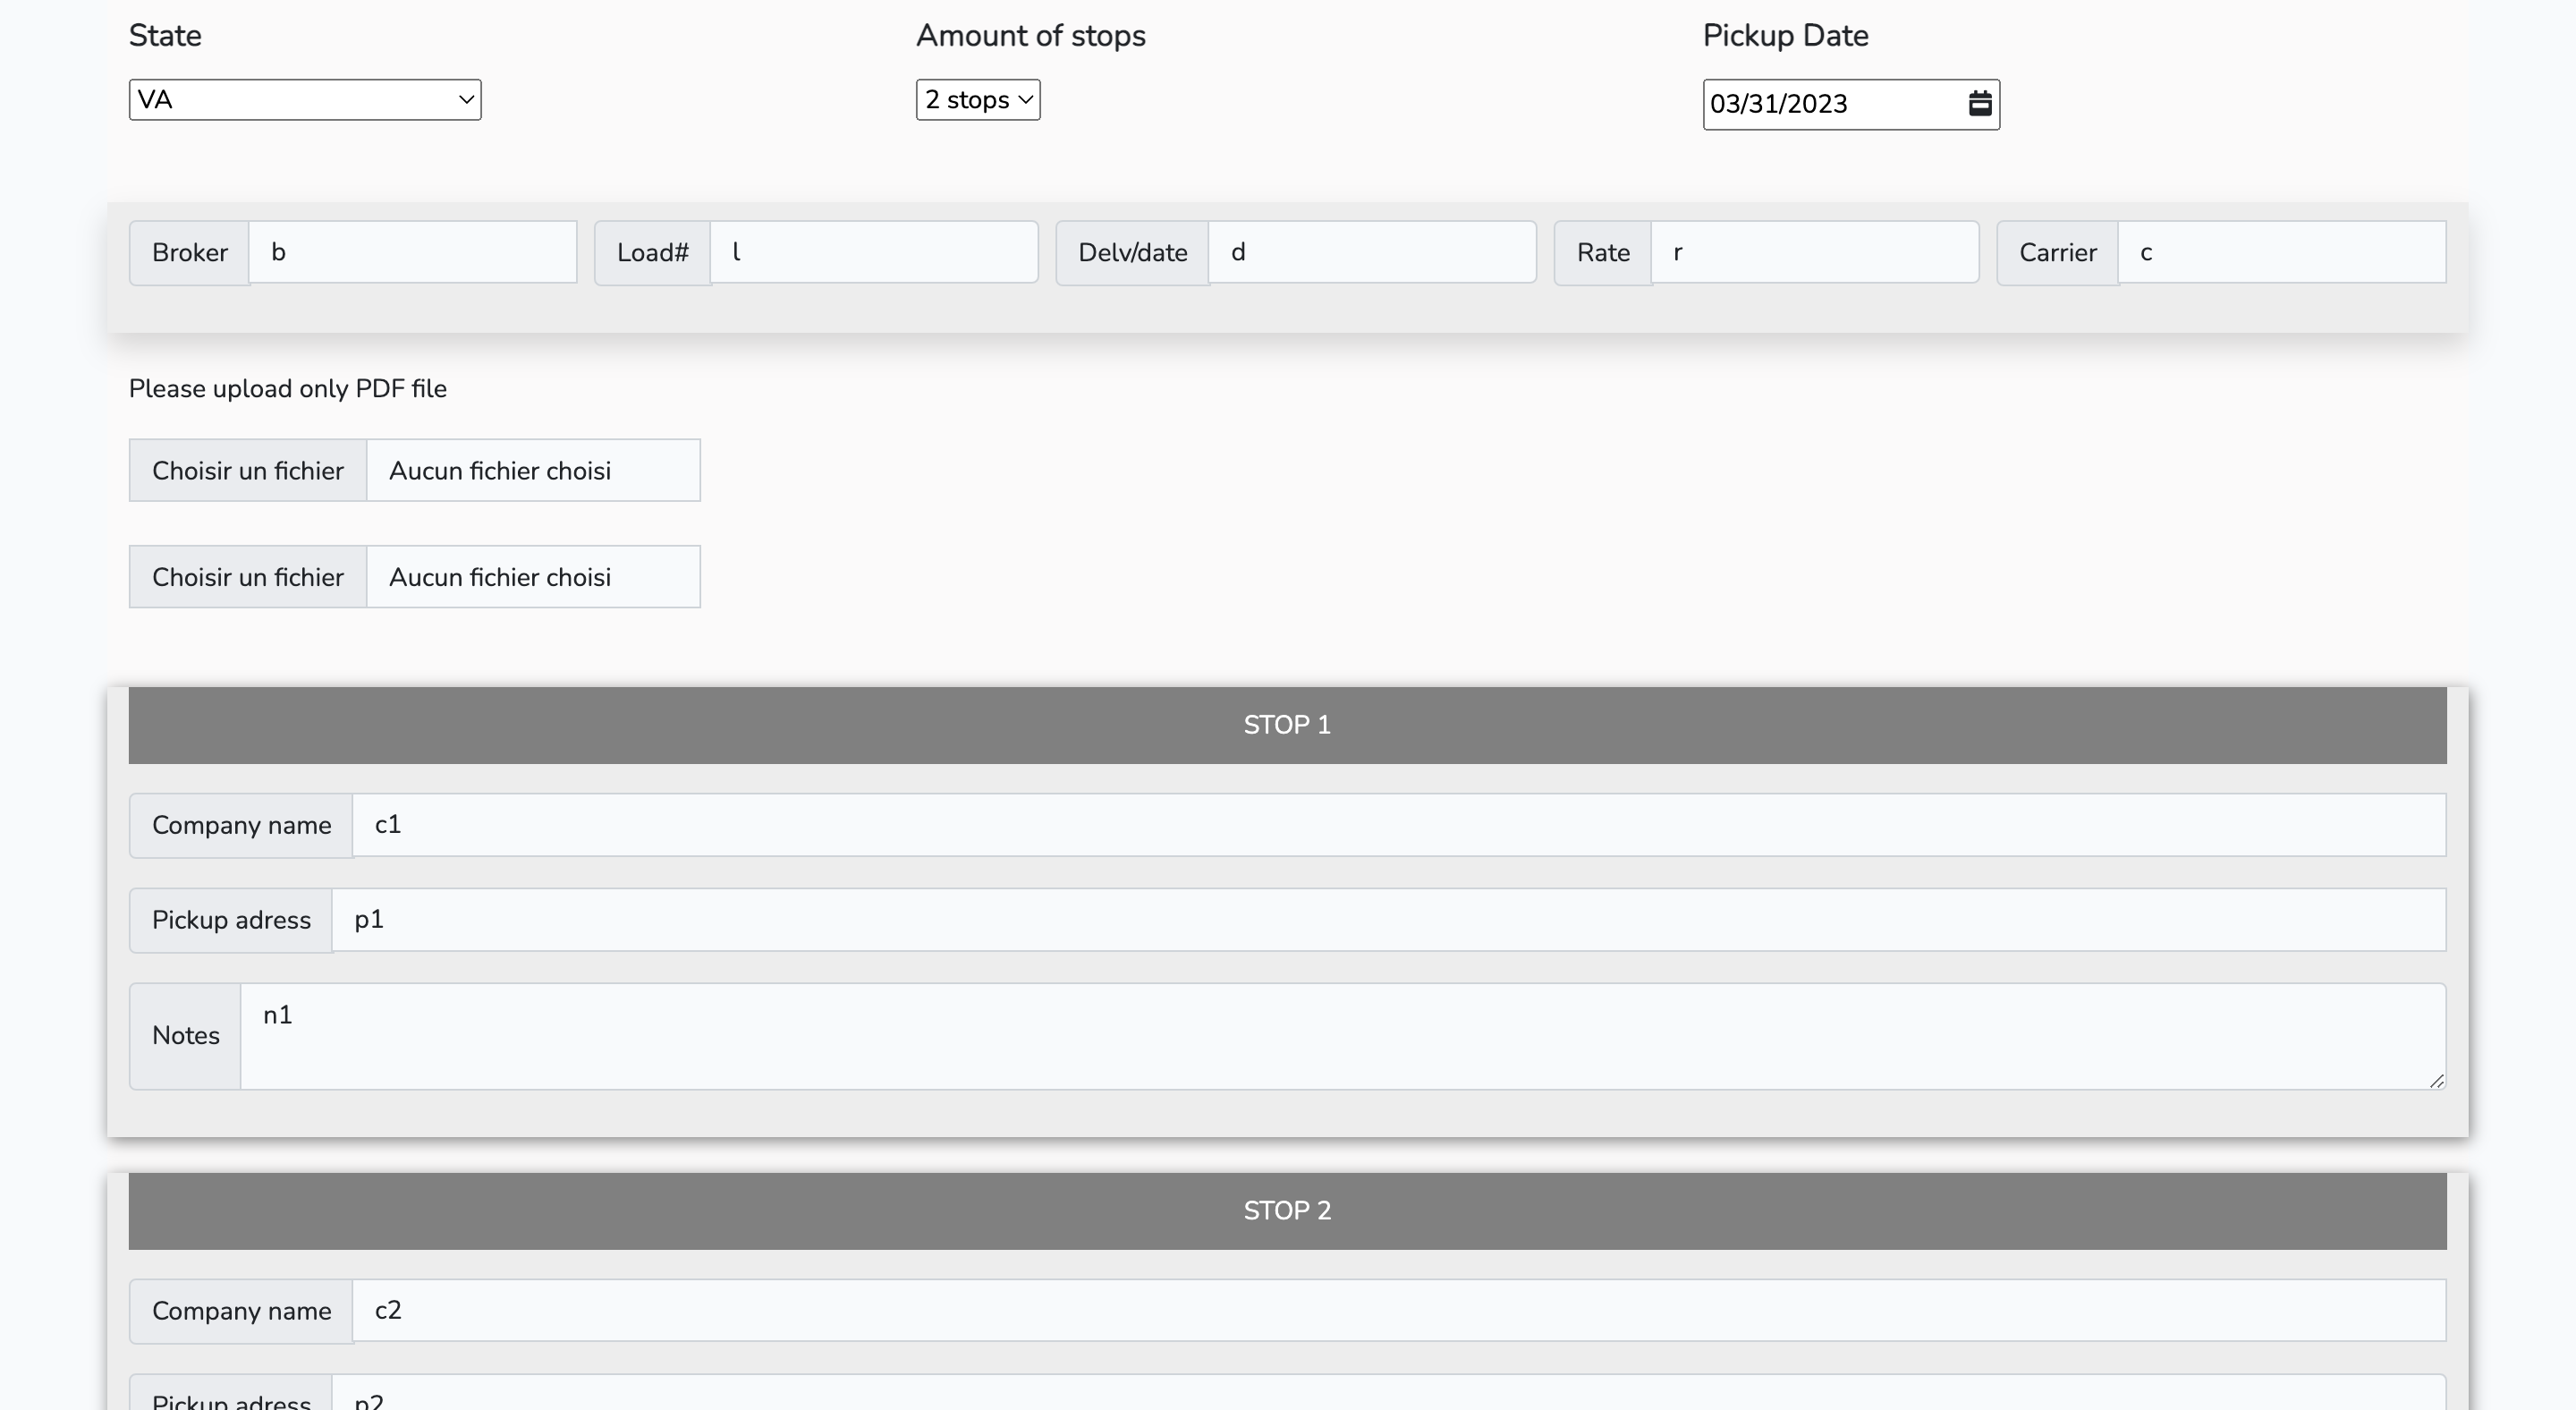 State Amount of stops Pickup Date
VA 2 stops 03/31/2023
Broker b Load# l Delv/date d Rate r Carrier c
Please upload only PDF file
Choisir un fichier Aucun fichier choisi
Choisir un fichier Aucun fichier choisi
STOP 1
Company name c1
Pickup adress p1
Notes n1
STOP 2
Company name c2
Pickup adress p2